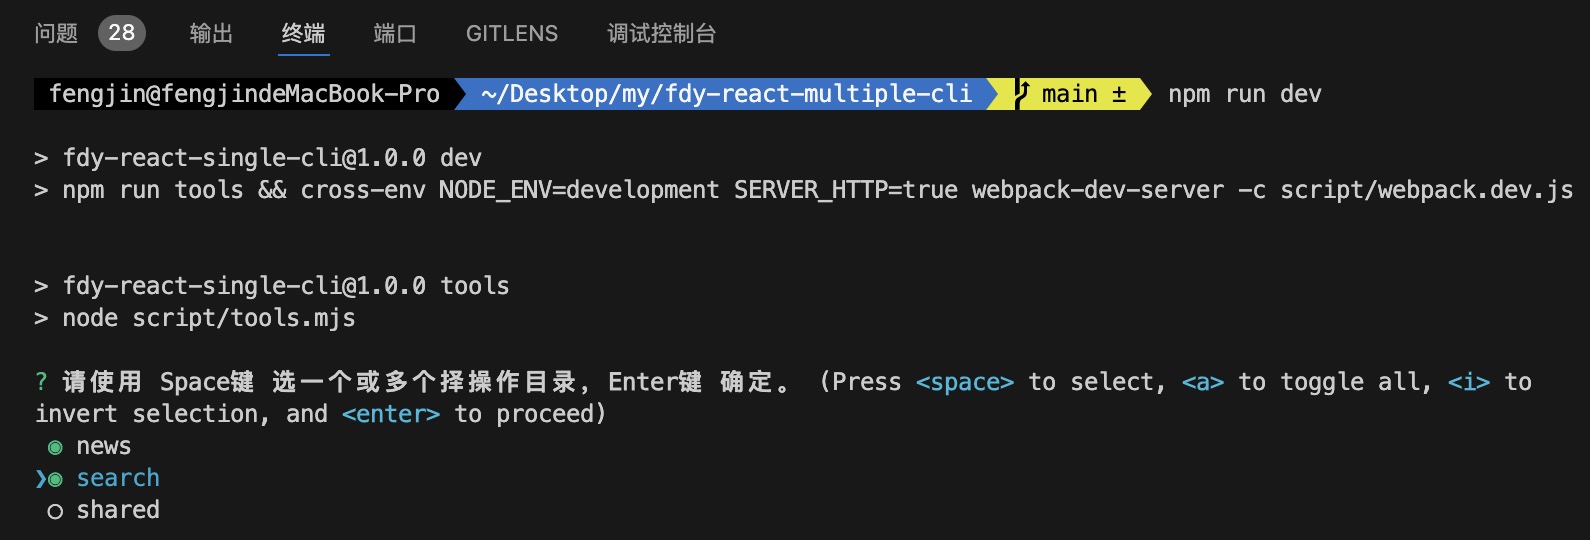 问题 28 输出 终端 端口 GITLENS 调试控制台
fengjin@fengjindeMacBook-Pro ~/Desktop/my/fdy-react-multiple-cli main ± npm run dev
> fdy-react-single-cli@1.0.0 dev
> npm run tools && cross-env NODE_ENV=development SERVER_HTTP=true webpack-dev-server -c script/webpack.dev.js
> fdy-react-single-cli@1.0.0 tools
> node script/tools.mjs
? 请使用 Space键 选一个或多个择操作目录，Enter键 确定。 (Press <space> to select, <a> to toggle all, <i> to
invert selection, and <enter> to proceed)
◉ news
❯◉ search
◯ shared